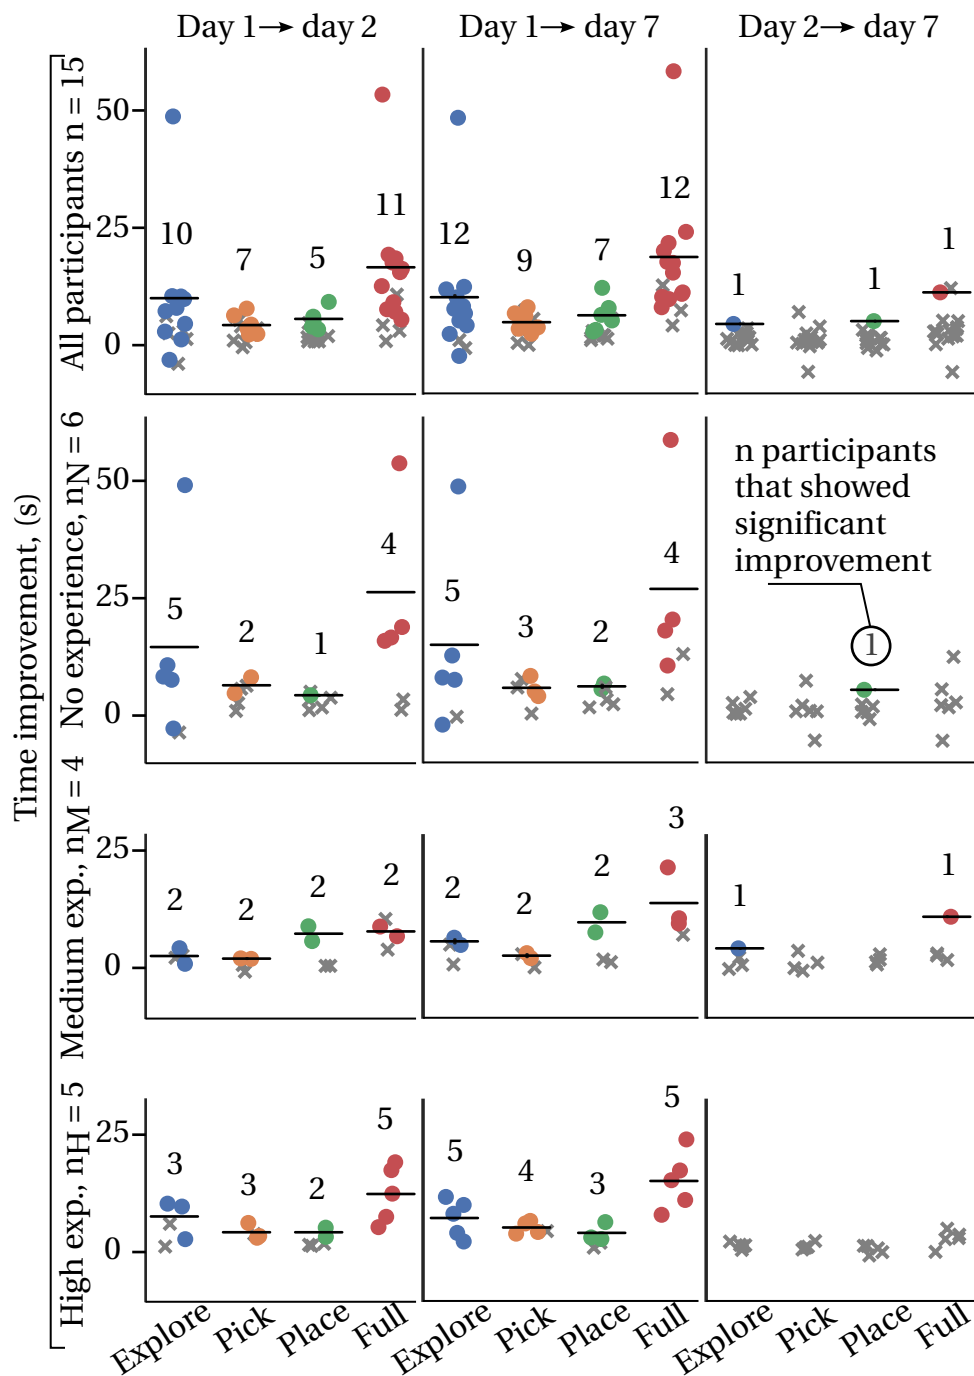 Day 1→ day 2
Day 1→ day 7
Day 2→ day 7
Time improvement, (s)
All participants n = 15
50
25
0
10
7
5
11
12
9
7
12
1
1
1
No experience, nN = 6
50
25
0
5
2
1
4
5
3
2
4
n participants
that showed
significant
improvement
1
Medium exp., nM = 4
25
0
2
2
2
2
2
2
2
3
1
1
High exp., nH = 5
25
0
3
3
2
5
5
4
3
5
Explore
Pick
Place
Full
Explore
Pick
Place
Full
Explore
Pick
Place
Full